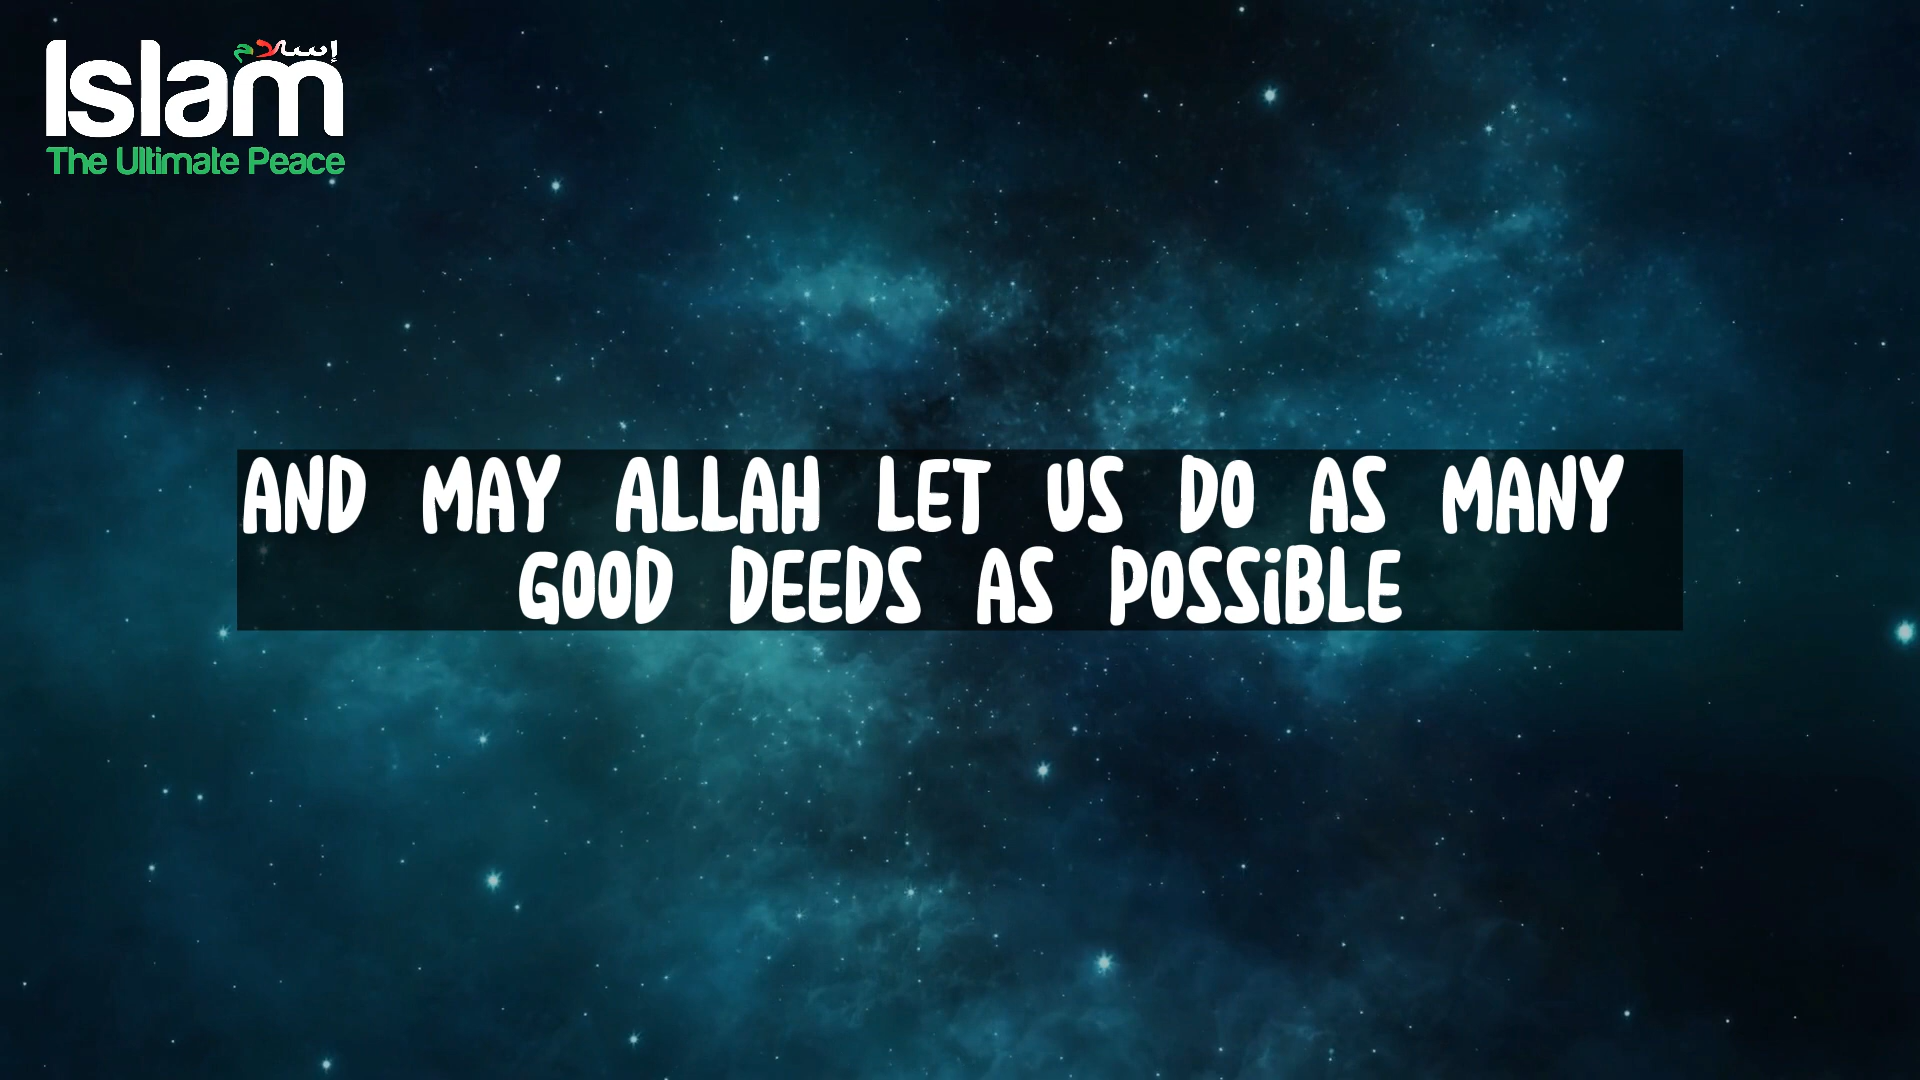 إسلام
Islam
The Ultimate Peace
AND MAY ALLAH LET US DO AS MANY
GOOD DEEDS AS POSSiBLE